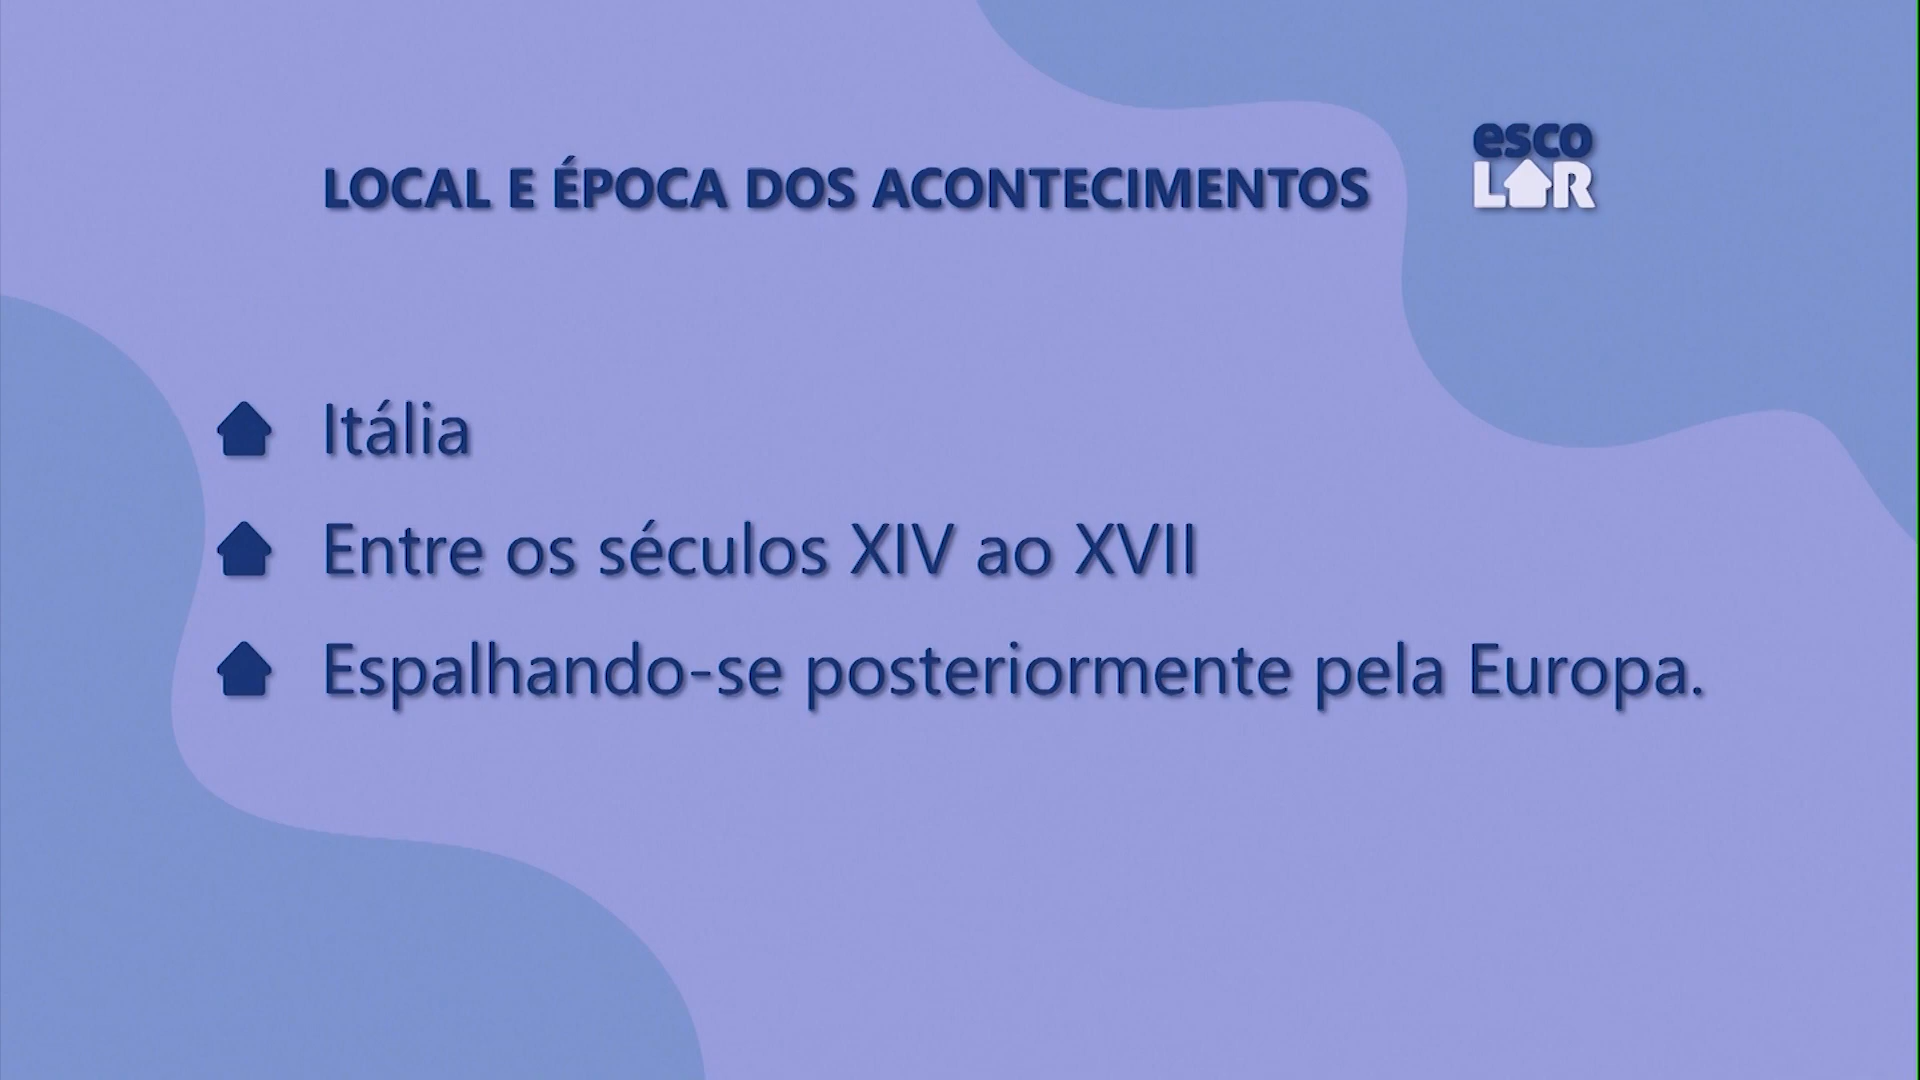 LOCAL E ÉPOCA DOS ACONTECIMENTOS
esco
LAR
Itália
Entre os séculos XIV ao XVII
Espalhando-se posteriormente pela Europa.